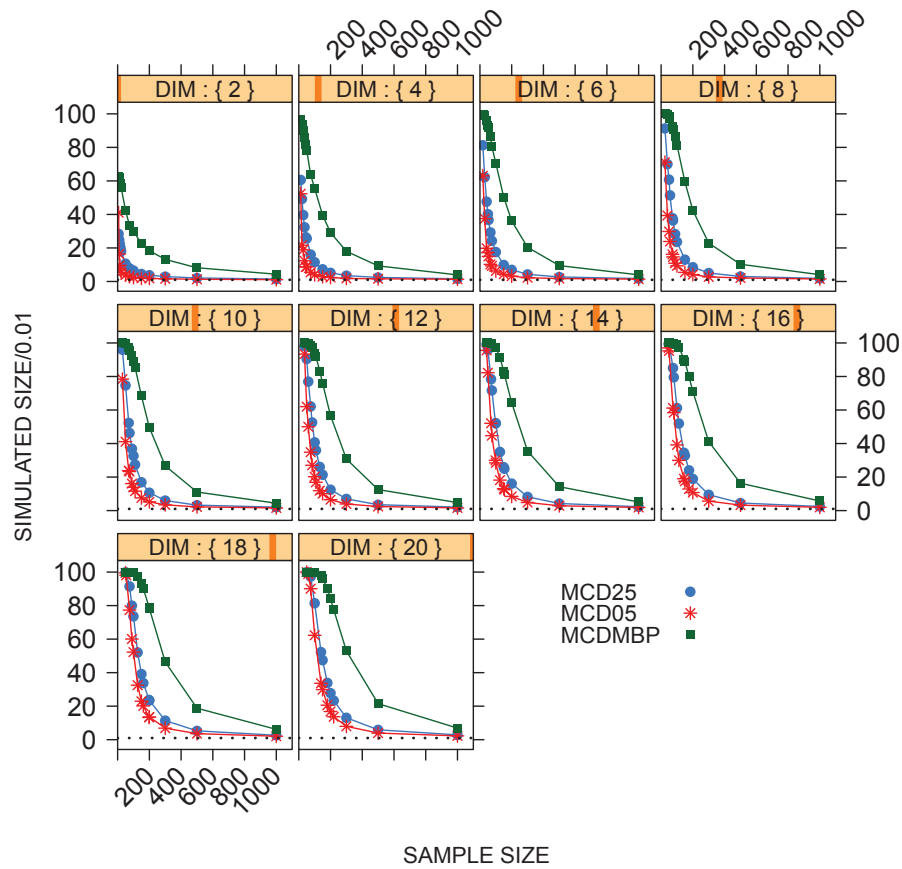 200 400 600 800 1000 200 400 600 800 1000
DIM : { 2 } DIM : { 4 } DIM : { 6 } DIM : { 8 }
100
80
60
40
20
0
DIM : { 10 } DIM : { 12 } DIM : { 14 } DIM : { 16 }
100
80
60
40
20
0
DIM : { 18 } DIM : { 20 }
100
80
60
40
20
0
MCD25
MCD05
MCDMBP
200 400 600 800 1000
SIMULATED SIZE/0.01
SAMPLE SIZE